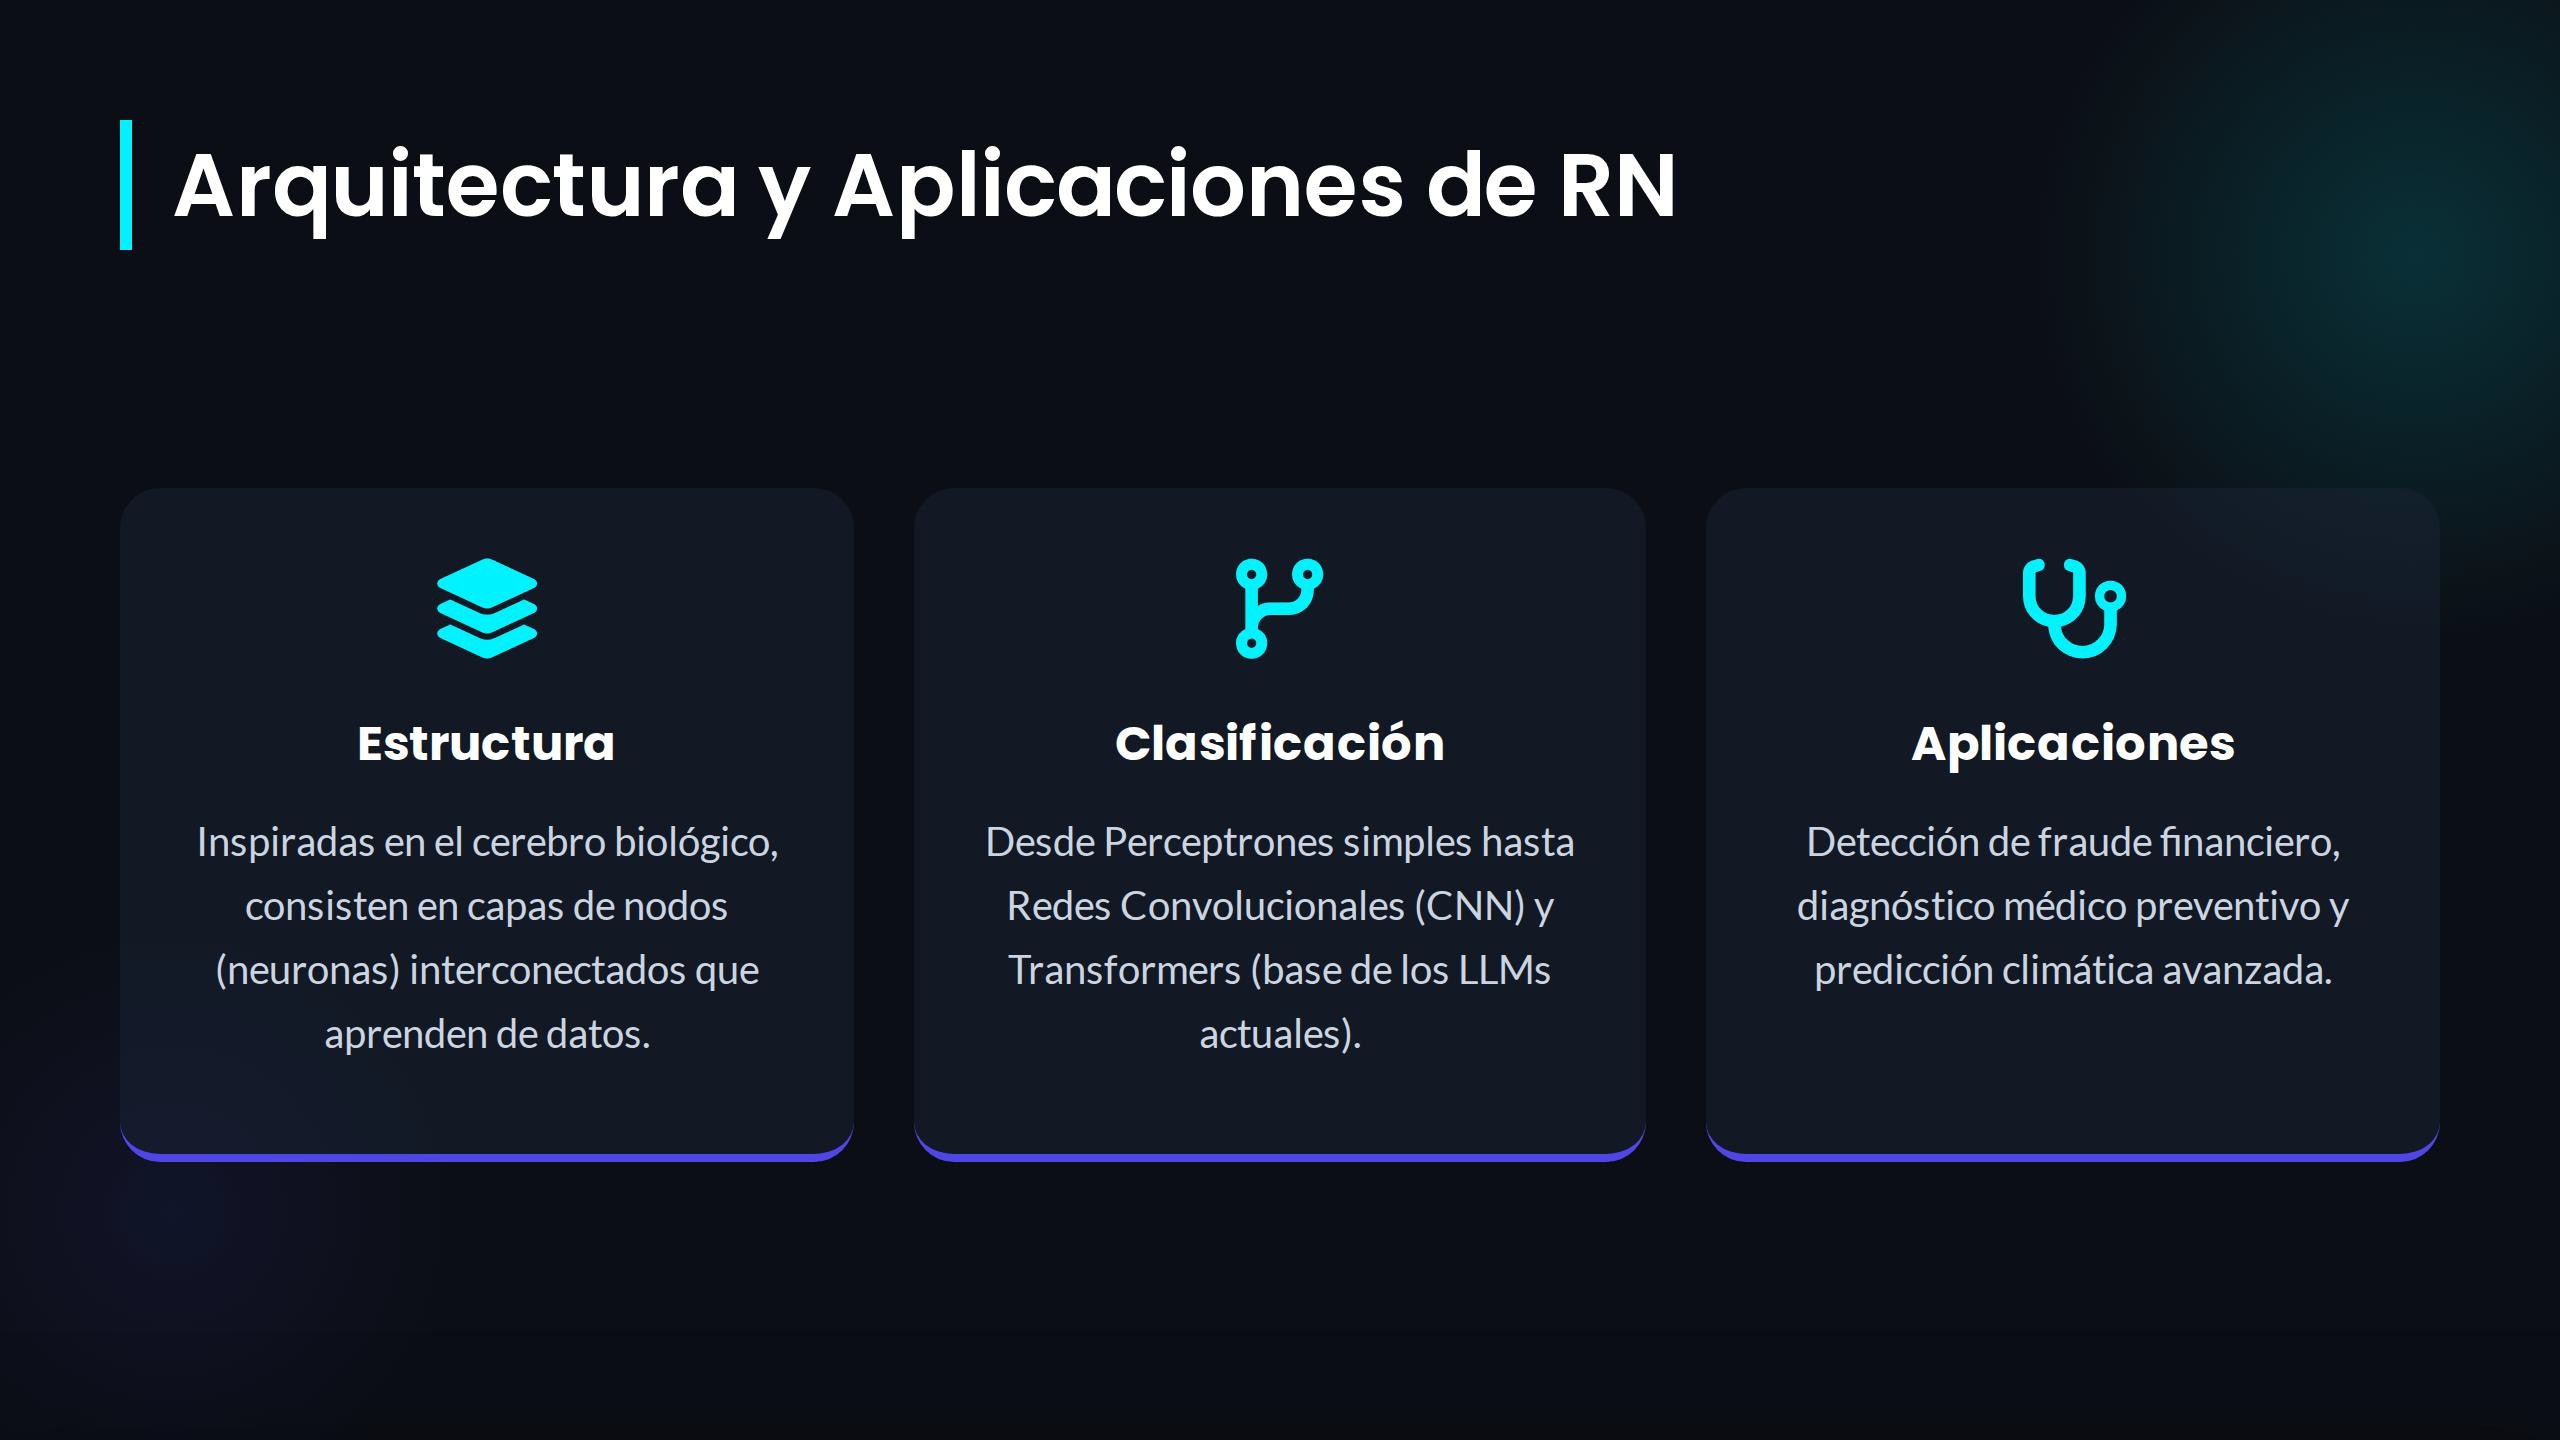 Arquitectura y Aplicaciones de RN
Estructura
Inspiradas en el cerebro biológico,
consisten en capas de nodos
(neuronas) interconectados que
aprenden de datos.
Clasificación
Desde Perceptrones simples hasta
Redes Convolucionales (CNN) y
Transformers (base de los LLMs
actuales).
Aplicaciones
Detección de fraude financiero,
diagnóstico médico preventivo y
predicción climática avanzada.